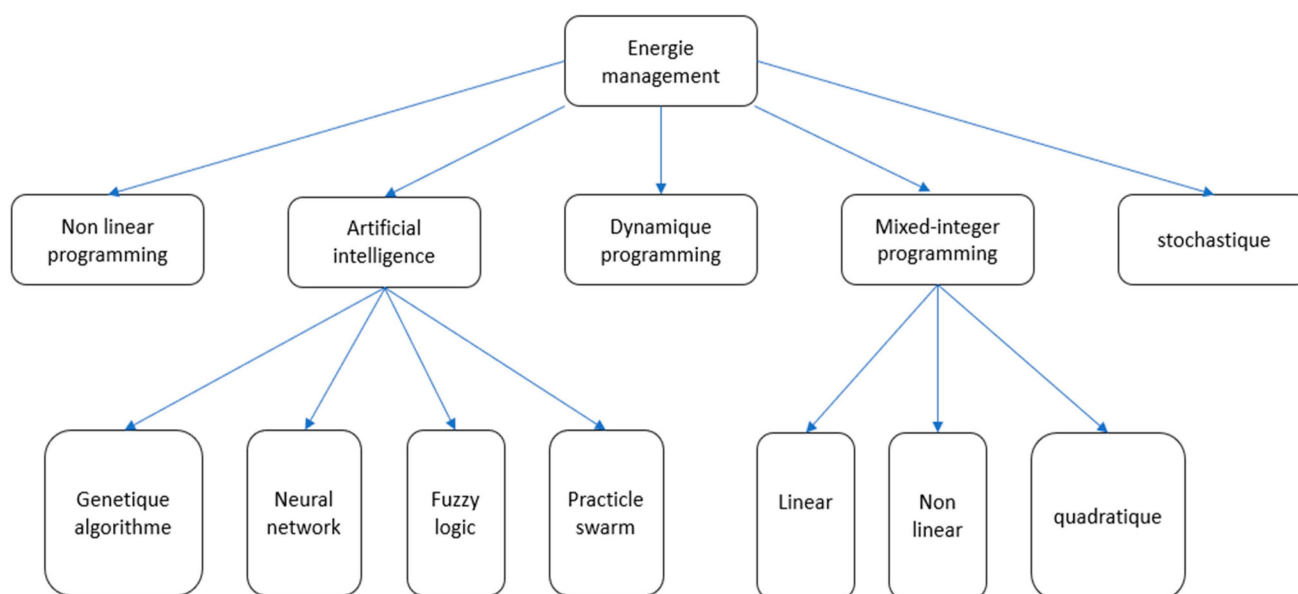 Energie
management
Non linear
programming
Artificial
intelligence
Dynamique
programming
Mixed-integer
programming
stochastique
Genetique
algorithme
Neural
network
Fuzzy
logic
Practicle
swarm
Linear
Non
linear
quadratique